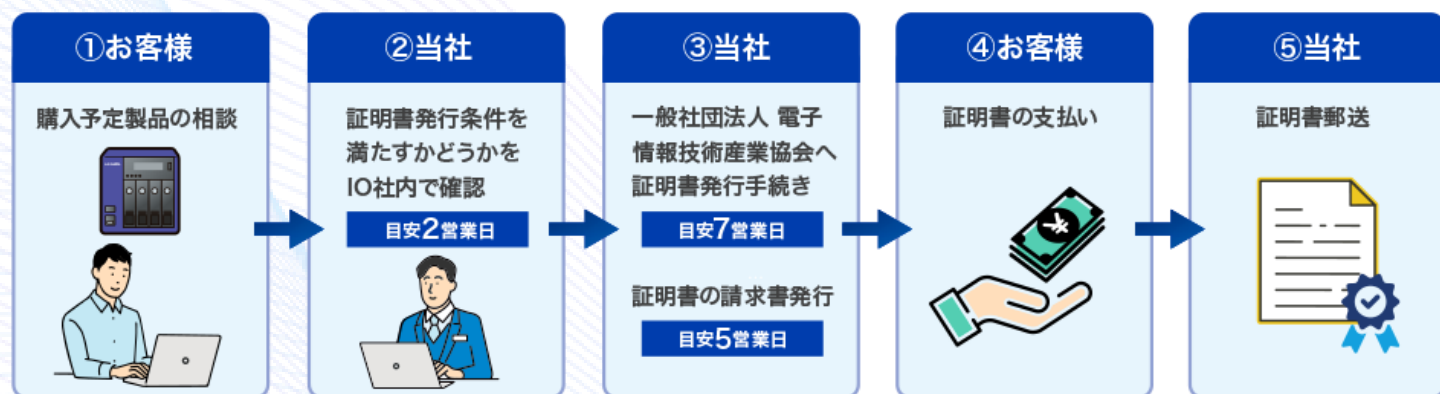 ①お客様
購入予定製品の相談
②当社
証明書発行条件を
満たすかどうかを
IO社内で確認
目安2営業日
③当社
一般社団法人 電子
情報技術産業協会へ
証明書発行手続き
目安7営業日
証明書の請求書発行
目安5営業日
④お客様
証明書の支払い
⑤当社
証明書郵送